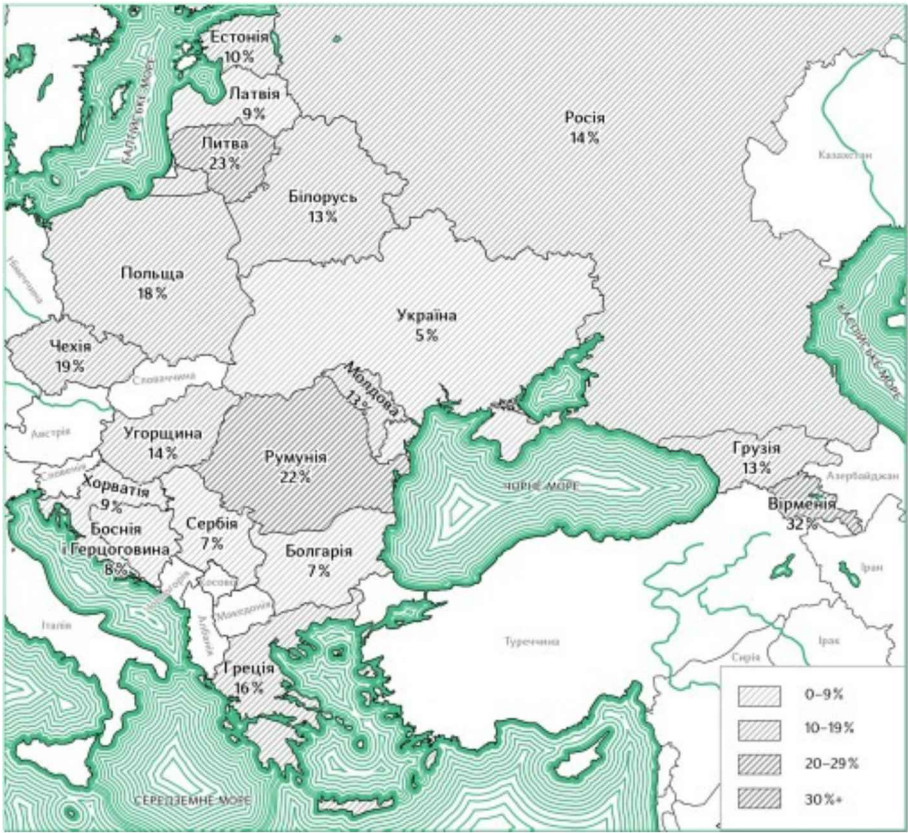 Естонія
10%
БАЛТІЙСЬКЕ МОРЕ
Латвія
9%
Литва
23%
Росія
14%
Казахстан
Білорусь
13%
Німеччина
Польща
18%
Україна
5%
КАСПІЙСЬКЕ МОРЕ
Чехія
19%
Словаччина
Молдова
13%
Австрія
Угорщина
14%
Румунія
22%
Грузія
13%
Азербайджан
Словенія
Хорватія
9%
ЧОРНЕ МОРЕ
Вірменія
32%
Боснія
і Герцоговина
8%
Сербія
7%
Болгарія
7%
Іран
Чорногорія
Косово
Македонія
Албанія
Італія
Туреччина
Сирія
Ірак
Греція
16%
СЕРЕДЗЕМНЕ МОРЕ
0–9%
10–19%
20–29%
30%+